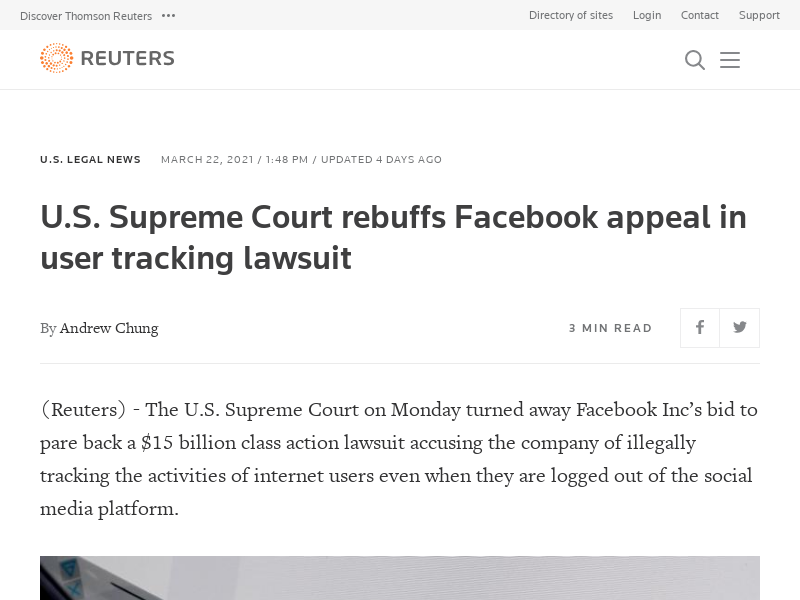 Discover Thomson Reuters
Directory of sites Login Contact Support
REUTERS
U.S. LEGAL NEWS MARCH 22, 2021 / 1:48 PM / UPDATED 4 DAYS AGO
U.S. Supreme Court rebuffs Facebook appeal in
user tracking lawsuit
By Andrew Chung
3 MIN READ
(Reuters) - The U.S. Supreme Court on Monday turned away Facebook Inc’s bid to
pare back a $15 billion class action lawsuit accusing the company of illegally
tracking the activities of internet users even when they are logged out of the social
media platform.